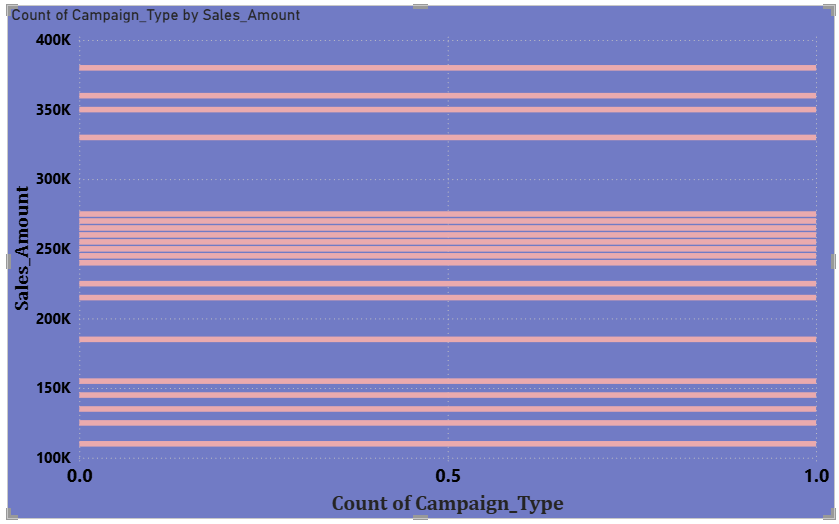 Count of Campaign_Type by Sales_Amount
400K
350K
300K
250K
200K
150K
100K
Sales_Amount
0.0 0.5 1.0
Count of Campaign_Type